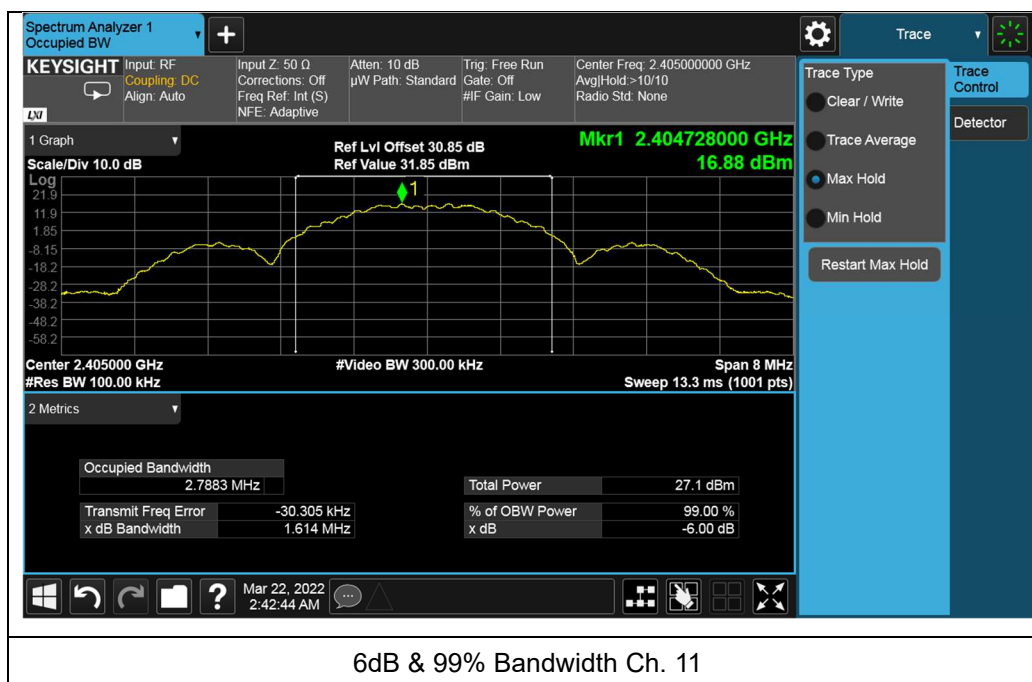 Spectrum Analyzer 1
Occupied BW
Trace
KEYSIGHT
LXI
Input: RF
Coupling: DC
Align: Auto
Input Z: 50 Ω
Corrections: Off
Freq Ref: Int (S)
NFE: Adaptive
Atten: 10 dB
µW Path: Standard
Trig: Free Run
Gate: Off
#IF Gain: Low
Center Freq: 2.405000000 GHz
Avg|Hold:>10/10
Radio Std: None
Trace Type
Clear / Write
Trace Average
Max Hold
Min Hold
Restart Max Hold
Trace
Control
Detector
1 Graph
Scale/Div 10.0 dB
Ref Lvl Offset 30.85 dB
Ref Value 31.85 dBm
Mkr1 2.404728000 GHz
16.88 dBm
Log
21.9
11.9
1.85
-8.15
-18.2
-28.2
-38.2
-48.2
-58.2
1
Center 2.405000 GHz
#Video BW 300.00 kHz
Span 8 MHz
#Res BW 100.00 kHz
Sweep 13.3 ms (1001 pts)
2 Metrics
Occupied Bandwidth
2.7883 MHz
Total Power 27.1 dBm
Transmit Freq Error -30.305 kHz
% of OBW Power 99.00 %
x dB Bandwidth 1.614 MHz
x dB -6.00 dB
?
Mar 22, 2022
2:42:44 AM
6dB & 99% Bandwidth Ch. 11